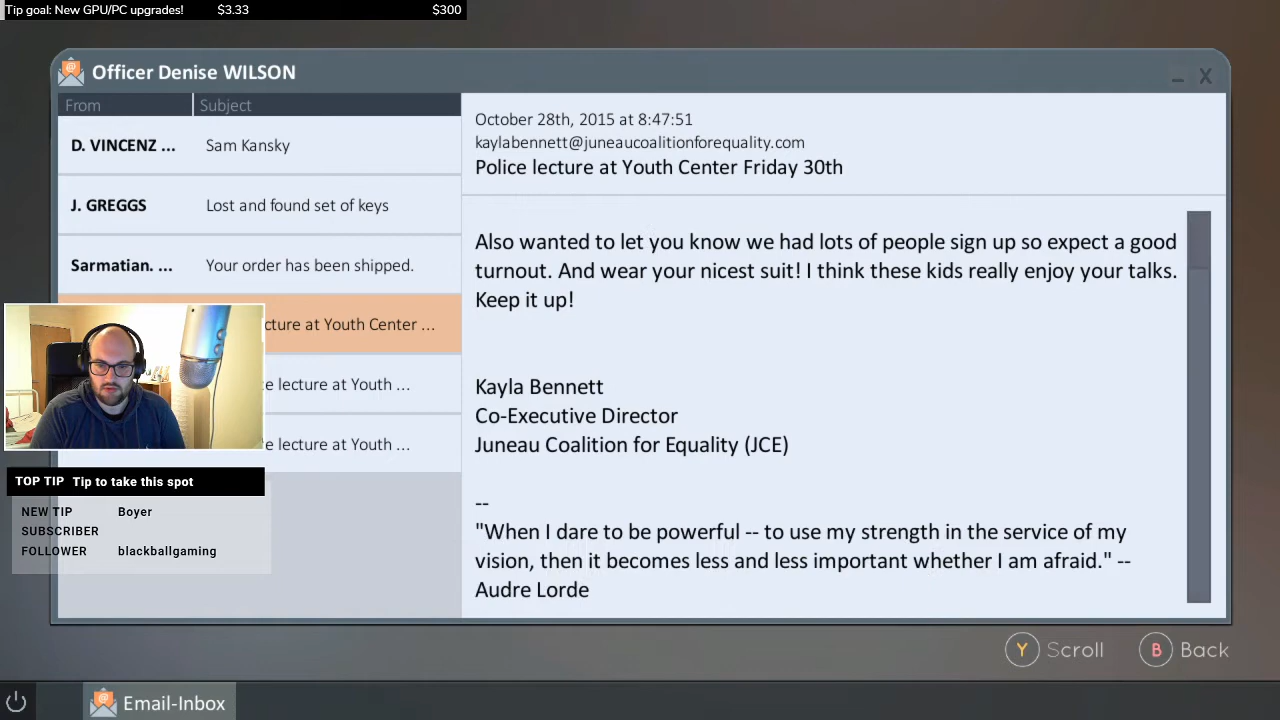 Tip goal: New GPU/PC upgrades! $3.33 $300
Officer Denise WILSON
From Subject
D. VINCENZ ... Sam Kansky
J. GREGGS Lost and found set of keys
Sarmatian. ... Your order has been shipped.
cture at Youth Center ...
e lecture at Youth ...
e lecture at Youth ...
October 28th, 2015 at 8:47:51
kaylabennett@juneaucoalitionforequality.com
Police lecture at Youth Center Friday 30th
Also wanted to let you know we had lots of people sign up so expect a good
turnout. And wear your nicest suit! I think these kids really enjoy your talks.
Keep it up!
Kayla Bennett
Co-Executive Director
Juneau Coalition for Equality (JCE)
--
"When I dare to be powerful -- to use my strength in the service of my
vision, then it becomes less and less important whether I am afraid." --
Audre Lorde
TOP TIP Tip to take this spot
NEW TIP Boyer
SUBSCRIBER
FOLLOWER blackballgaming
Y Scroll B Back
Email-Inbox